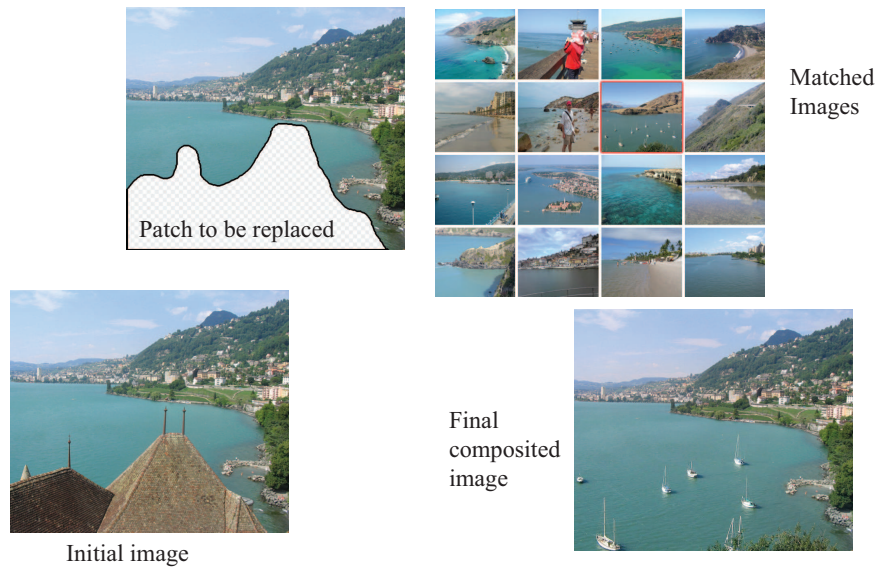 Matched
Images
Patch to be replaced
Final
composited
image
Initial image